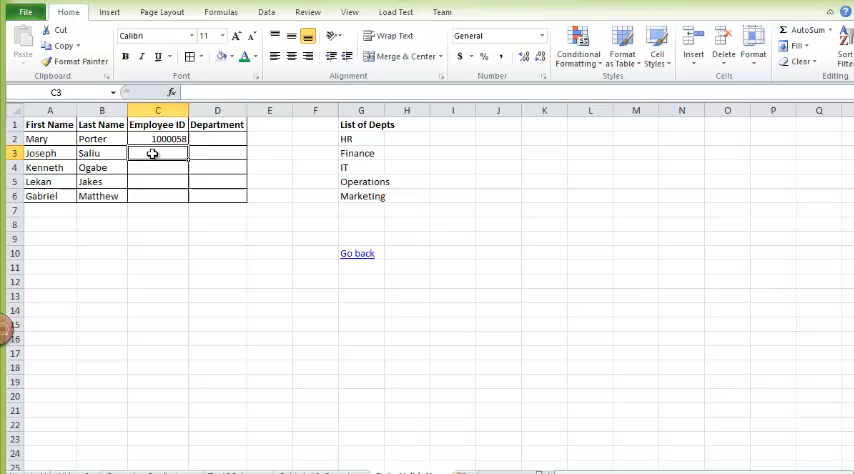 File Home Insert Page Layout Formulas Data Review View Load Test Team
Cut
Copy
Format Painter
Paste
Clipboard
Calibri 11 A A
B I U
Font
Wrap Text
Merge & Center
Alignment
General
$ % ,
Number
Conditional Formatting
Format as Table
Cell Styles
Styles
Insert Delete Format
Cells
Σ AutoSum
Fill
Clear
Editing
C3 fx
A B C D E F G H I J K L M N O P Q
1 First Name Last Name Employee ID Department List of Depts
2 Mary Porter 1000058 HR
3 Joseph Saliu Finance
4 Kenneth Ogabe IT
5 Lekan Jakes Operations
6 Gabriel Matthew Marketing
7
8
9
10 Go back
11
12
13
14
15
16
17
18
19
20
21
22
23
24
25